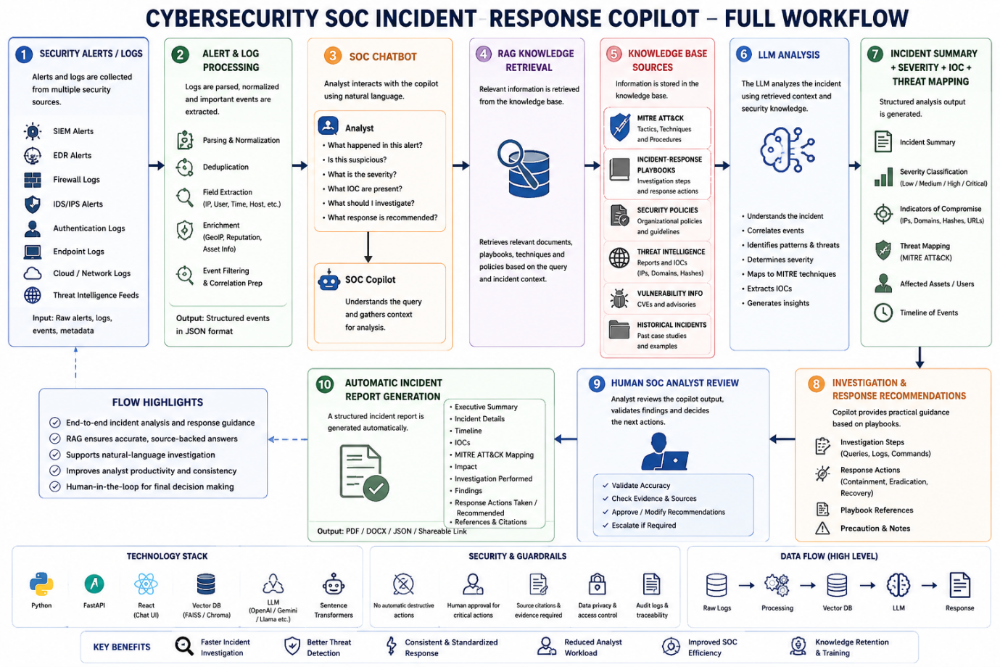 CYBERSECURITY SOC INCIDENT-RESPONSE COPILOT – FULL WORKFLOW
1
SECURITY ALERTS / LOGS
Alerts and logs are collected
from multiple security
sources.
SIEM Alerts
EDR Alerts
Firewall Logs
IDS/IPS Alerts
Authentication Logs
Endpoint Logs
Cloud / Network Logs
Threat Intelligence Feeds
Input: Raw alerts, logs,
events, metadata
2
ALERT & LOG
PROCESSING
Logs are parsed, normalized
and important events are
extracted.
Parsing & Normalization
Deduplication
Field Extraction
(IP, User, Time, Host, etc.)
Enrichment
(GeoIP, Reputation,
Asset Info)
Event Filtering
& Correlation Prep
Output: Structured events
in JSON format
3
SOC CHATBOT
Analyst interacts with the copilot
using natural language.
Analyst
• What happened in this alert?
• Is this suspicious?
• What is the severity?
• What IOC are present?
• What should I investigate?
• What response is recommended?
SOC Copilot
Understands the query
and gathers context
for analysis.
4
RAG KNOWLEDGE
RETRIEVAL
Relevant information is retrieved
from the knowledge base.
Retrieves relevant documents,
playbooks, techniques and
policies based on the query
and incident context.
5
KNOWLEDGE BASE
SOURCES
Information is stored in the
knowledge base.
MITRE ATT&CK
Tactics, Techniques
and Procedures
INCIDENT-RESPONSE
PLAYBOOKS
Investigation steps
and response actions
SECURITY POLICIES
Organizational policies
and guidelines
THREAT INTELLIGENCE
Reports and IOCs
(IPs, Domains, Hashes)
VULNERABILITY INFO
CVEs and advisories
HISTORICAL INCIDENTS
Past case studies
and examples
6
LLM ANALYSIS
The LLM analyzes the incident
using retrieved context and
security knowledge.
• Understands the incident
• Correlates events
• Identifies patterns & threats
• Determines severity
• Maps to MITRE techniques
• Extracts IOCs
• Generates insights
7
INCIDENT SUMMARY
+ SEVERITY + IOC +
THREAT MAPPING
Structured analysis output
is generated.
Incident Summary
Severity Classification
(Low / Medium / High / Critical)
Indicators of Compromise
(IPs, Domains, Hashes, URLs)
Threat Mapping
(MITRE ATT&CK)
Affected Assets / Users
Timeline of Events
FLOW HIGHLIGHTS
End-to-end incident analysis and response guidance
RAG ensures accurate, source-backed answers
Supports natural-language investigation
Improves analyst productivity and consistency
Human-in-the-loop for final decision making
10
AUTOMATIC INCIDENT
REPORT GENERATION
A structured incident report is
generated automatically.
• Executive Summary
• Incident Details
• Timeline
• IOCs
• MITRE ATT&CK Mapping
• Impact
• Investigation Performed
• Findings
• Response Actions Taken /
Recommended
• References & Citations
Output: PDF / DOCX / JSON / Shareable Link
9
HUMAN SOC ANALYST REVIEW
Analyst reviews the copilot output,
validates findings and decides
the next actions.
✓ Validate Accuracy
✓ Check Evidence & Sources
✓ Approve / Modify Recommendations
✓ Escalate if Required
8
INVESTIGATION &
RESPONSE RECOMMENDATIONS
Copilot provides practical guidance
based on playbooks.
Investigation Steps
(Queries, Logs, Commands)
Response Actions
(Containment, Eradication,
Recovery)
Playbook References
Precaution & Notes
TECHNOLOGY STACK
Python
FastAPI
React
(Chat UI)
Vector DB
(FAISS / Chroma)
LLM
(OpenAI / Gemini
/ Llama etc.)
Sentence
Transformers
SECURITY & GUARDRAILS
No automatic destructive
actions
Human approval for
critical actions
Source citations &
evidence required
Data privacy &
access control
Audit logs &
traceability
DATA FLOW (HIGH LEVEL)
Raw Logs
Processing
Vector DB
LLM
Response
KEY BENEFITS
Faster Incident
Investigation
Better Threat
Detection
Consistent & Standardized
Response
Reduced Analyst
Workload
Improved SOC
Efficiency
Knowledge Retention
& Training